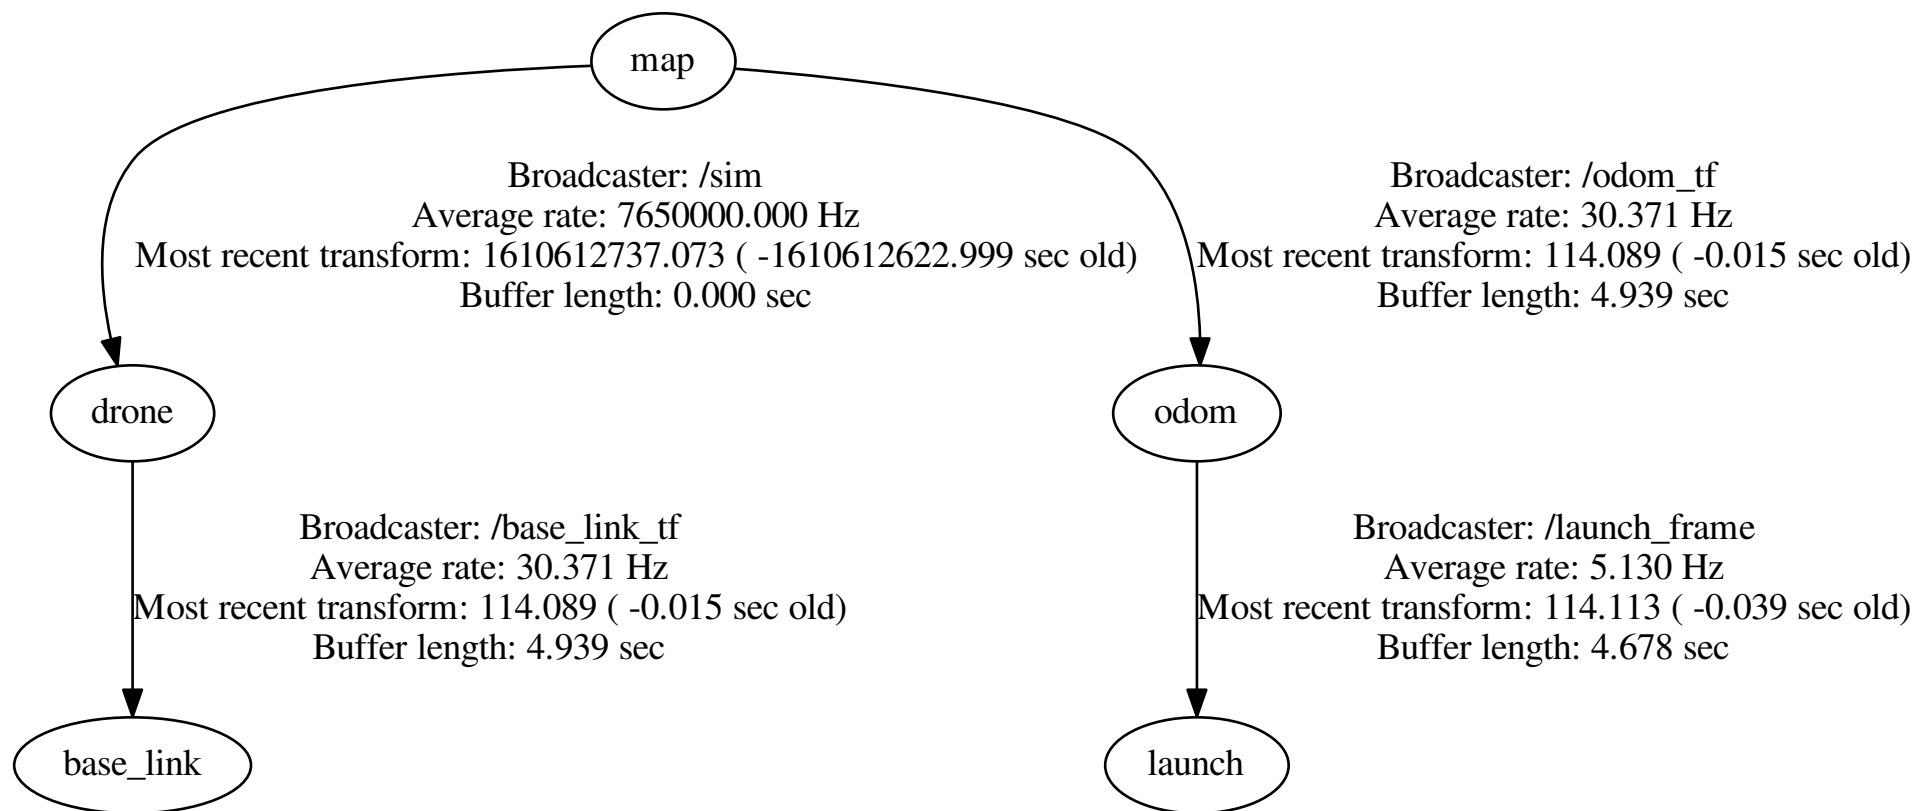 map
Broadcaster: /sim
Average rate: 7650000.000 Hz
Most recent transform: 1610612737.073 ( -1610612622.999 sec old)
Buffer length: 0.000 sec
Broadcaster: /odom_tf
Average rate: 30.371 Hz
Most recent transform: 114.089 ( -0.015 sec old)
Buffer length: 4.939 sec
drone
odom
Broadcaster: /base_link_tf
Average rate: 30.371 Hz
Most recent transform: 114.089 ( -0.015 sec old)
Buffer length: 4.939 sec
Broadcaster: /launch_frame
Average rate: 5.130 Hz
Most recent transform: 114.113 ( -0.039 sec old)
Buffer length: 4.678 sec
base_link
launch